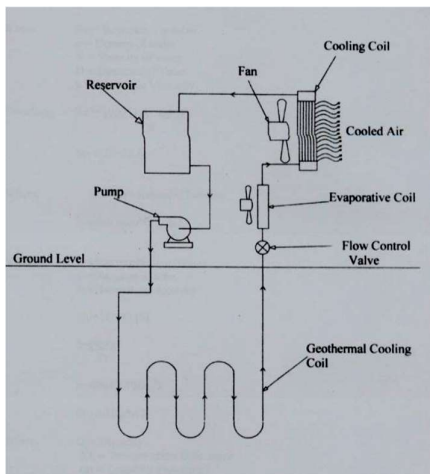 Cooling Coil
Fan
Reservoir
Cooled Air
Pump
Evaporative Coil
Flow Control
Valve
Ground Level
Geothermal Cooling
Coil